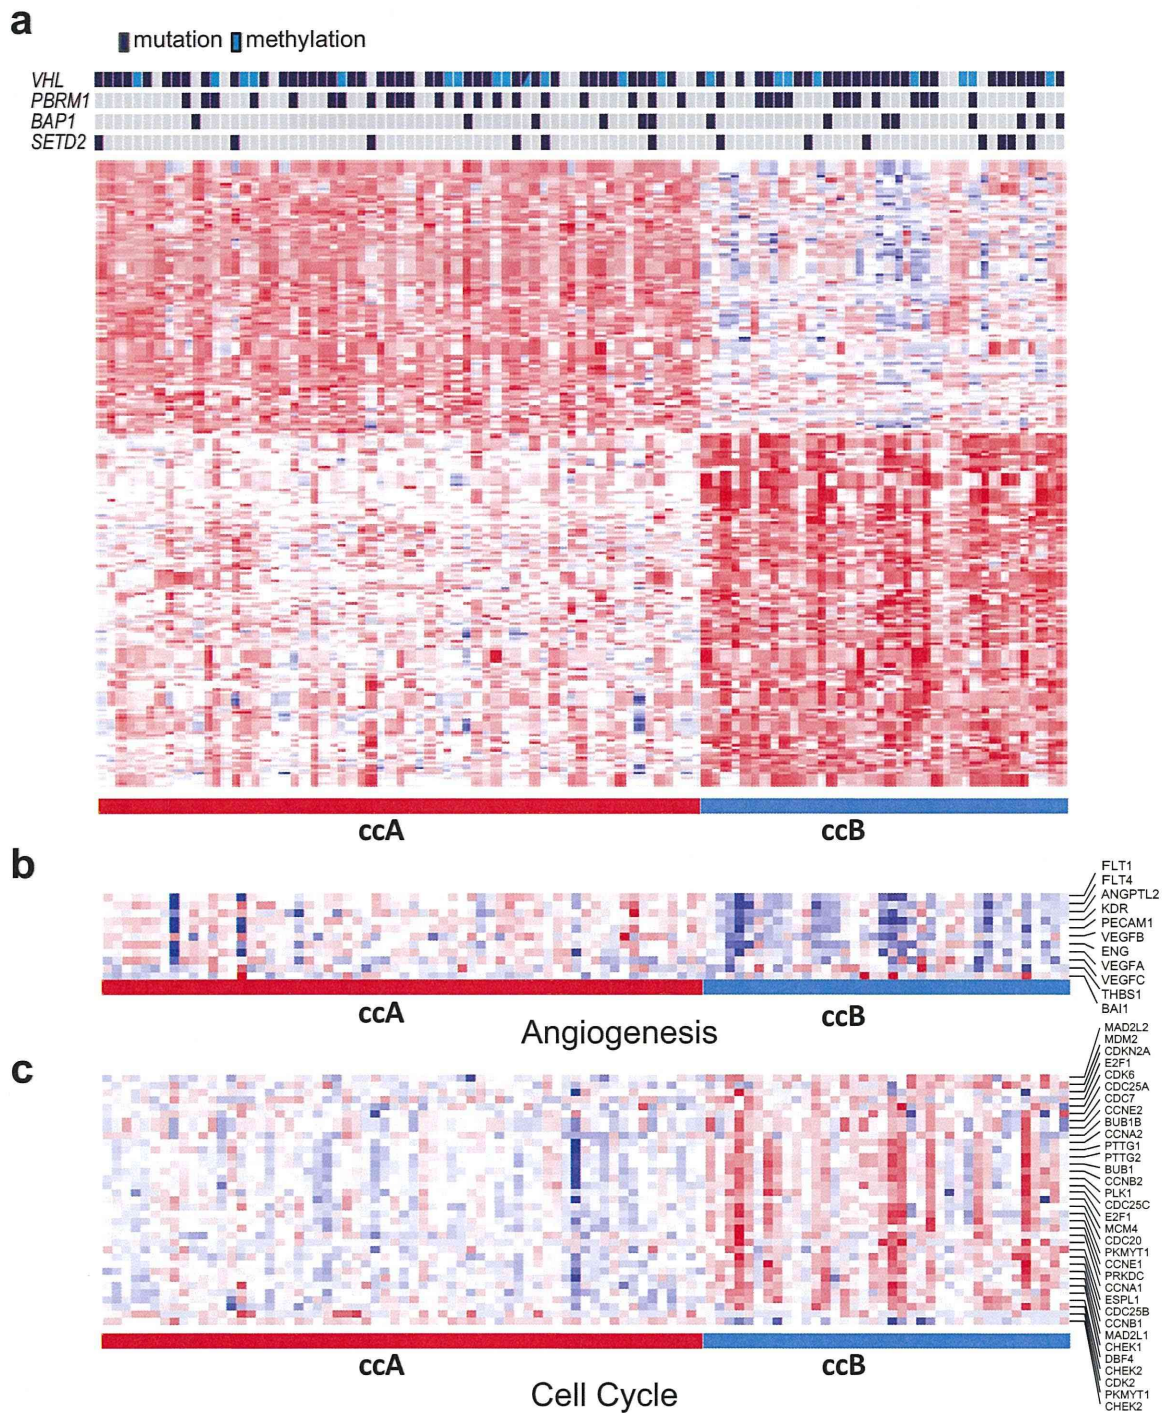 a
mutation methylation
VHL
PBRM1
BAP1
SETD2
ccA ccB
b
FLT1
FLT4
ANGPTL2
KDR
PECAM1
VEGFB
ENG
VEGFA
VEGFC
THBS1
BAI1
ccA ccB
Angiogenesis
c
MAD2L2
MDM2
CDKN2A
E2F1
CDK6
CDC25A
CDC7
CCNE2
BUB1B
CCNA2
PTTG1
PTTG2
BUB1
CCNB2
PLK1
CDC25C
E2F1
MCM4
CDC20
PKMYT1
CCNE1
PRKDC
CCNA1
ESPL1
CDC25B
CCNB1
MAD2L1
CHEK1
DBF4
CHEK2
CDK2
PKMYT1
CHEK2
ccA ccB
Cell Cycle